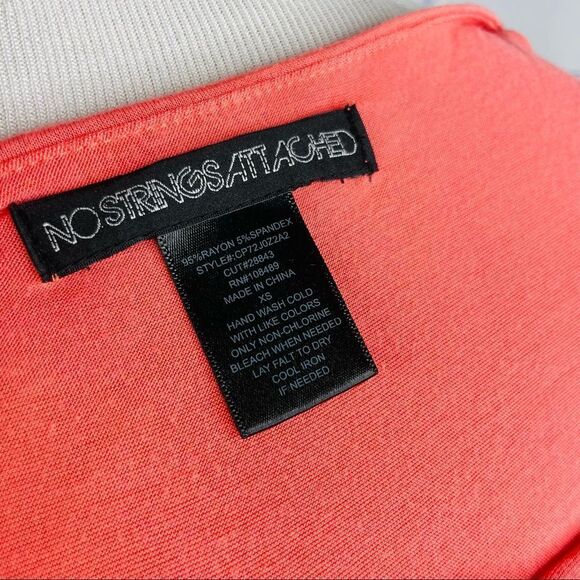 NO STRINGS ATTACHED
95%RAYON 5%SPANDEX
STYLE#:CP72J0Z2A2
CUT#28843
RN#108489
MADE IN CHINA
XS
HAND WASH COLD
WITH LIKE COLORS
ONLY NON-CHLORINE
BLEACH WHEN NEEDED
LAY FALT TO DRY
COOL IRON
IF NEEDED